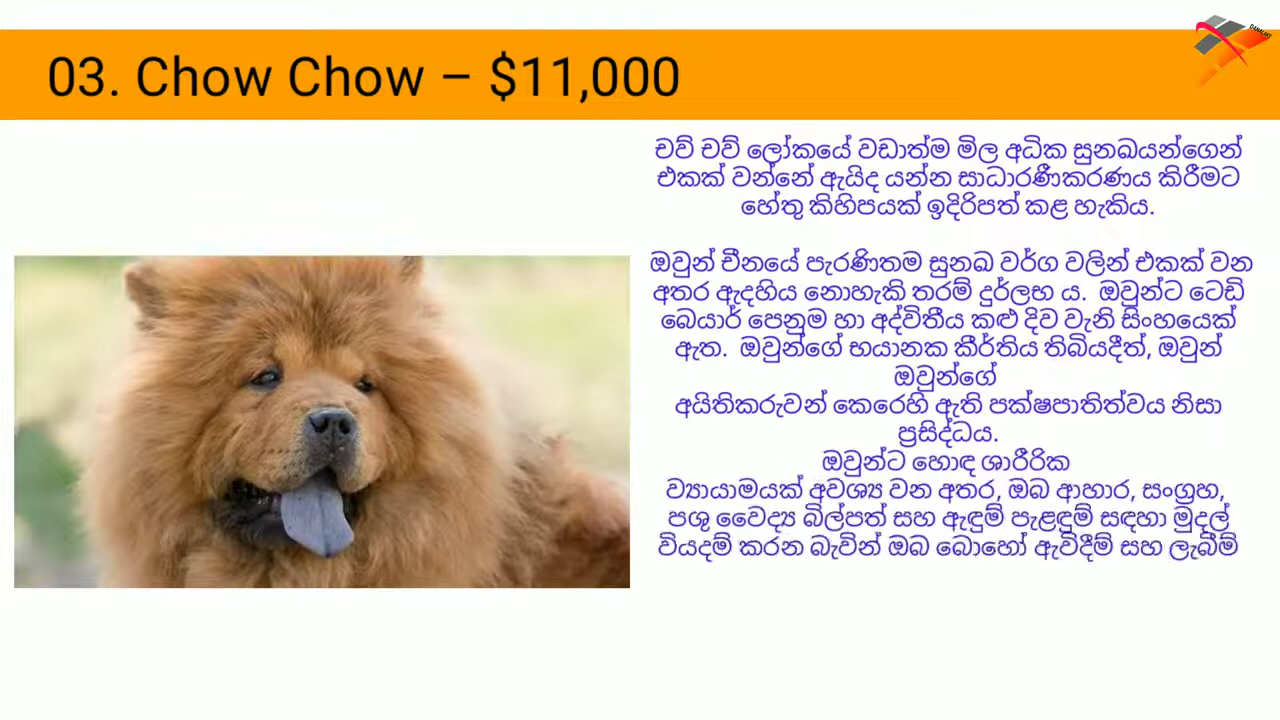 03. Chow Chow – $11,000
චව් චව් ලෝකයේ වඩාත්ම මිල අධික සුනඛයන්ගෙන්
එකක් වන්නේ ඇයිද යන්න සාධාරණීකරණය කිරීමට
හේතු කිහිපයක් ඉදිරිපත් කළ හැකිය.
ඔවුන් චීනයේ පැරණිතම සුනඛ වර්ග වලින් එකක් වන
අතර ඇදහිය නොහැකි තරම් දුර්ලභ ය. ඔවුන්ට ටෙඩි
බෙයාර් පෙනුම හා අද්විතීය කළු දිව වැනි සිංහයෙක්
ඇත. ඔවුන්ගේ භයානක කීර්තිය තිබියදීත්, ඔවුන්
ඔවුන්ගේ
අයිතිකරුවන් කෙරෙහි ඇති පක්ෂපාතිත්වය නිසා
ප්‍රසිද්ධය.
ඔවුන්ට හොඳ ශාරීරික
ව්‍යායාමයක් අවශ්‍ය වන අතර, ඔබ ආහාර, සංග්‍රහ,
පශු වෛද්‍ය බිල්පත් සහ ඇඳුම් පැළඳුම් සඳහා මුදල්
වියදම් කරන බැවින් ඔබ බොහෝ ඇවිදීම් සහ ලැබීම්